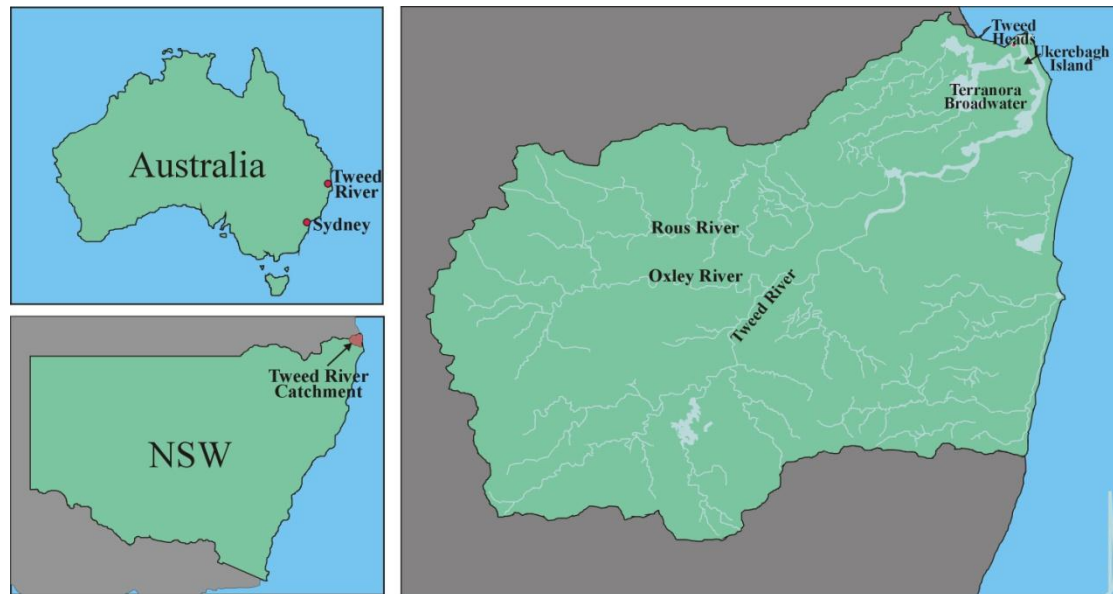 Australia
Tweed
River
Sydney
Tweed River
Catchment
NSW
Tweed
Heads
Ukerebagh
Island
Terranora
Broadwater
Rous River
Oxley River
Tweed River